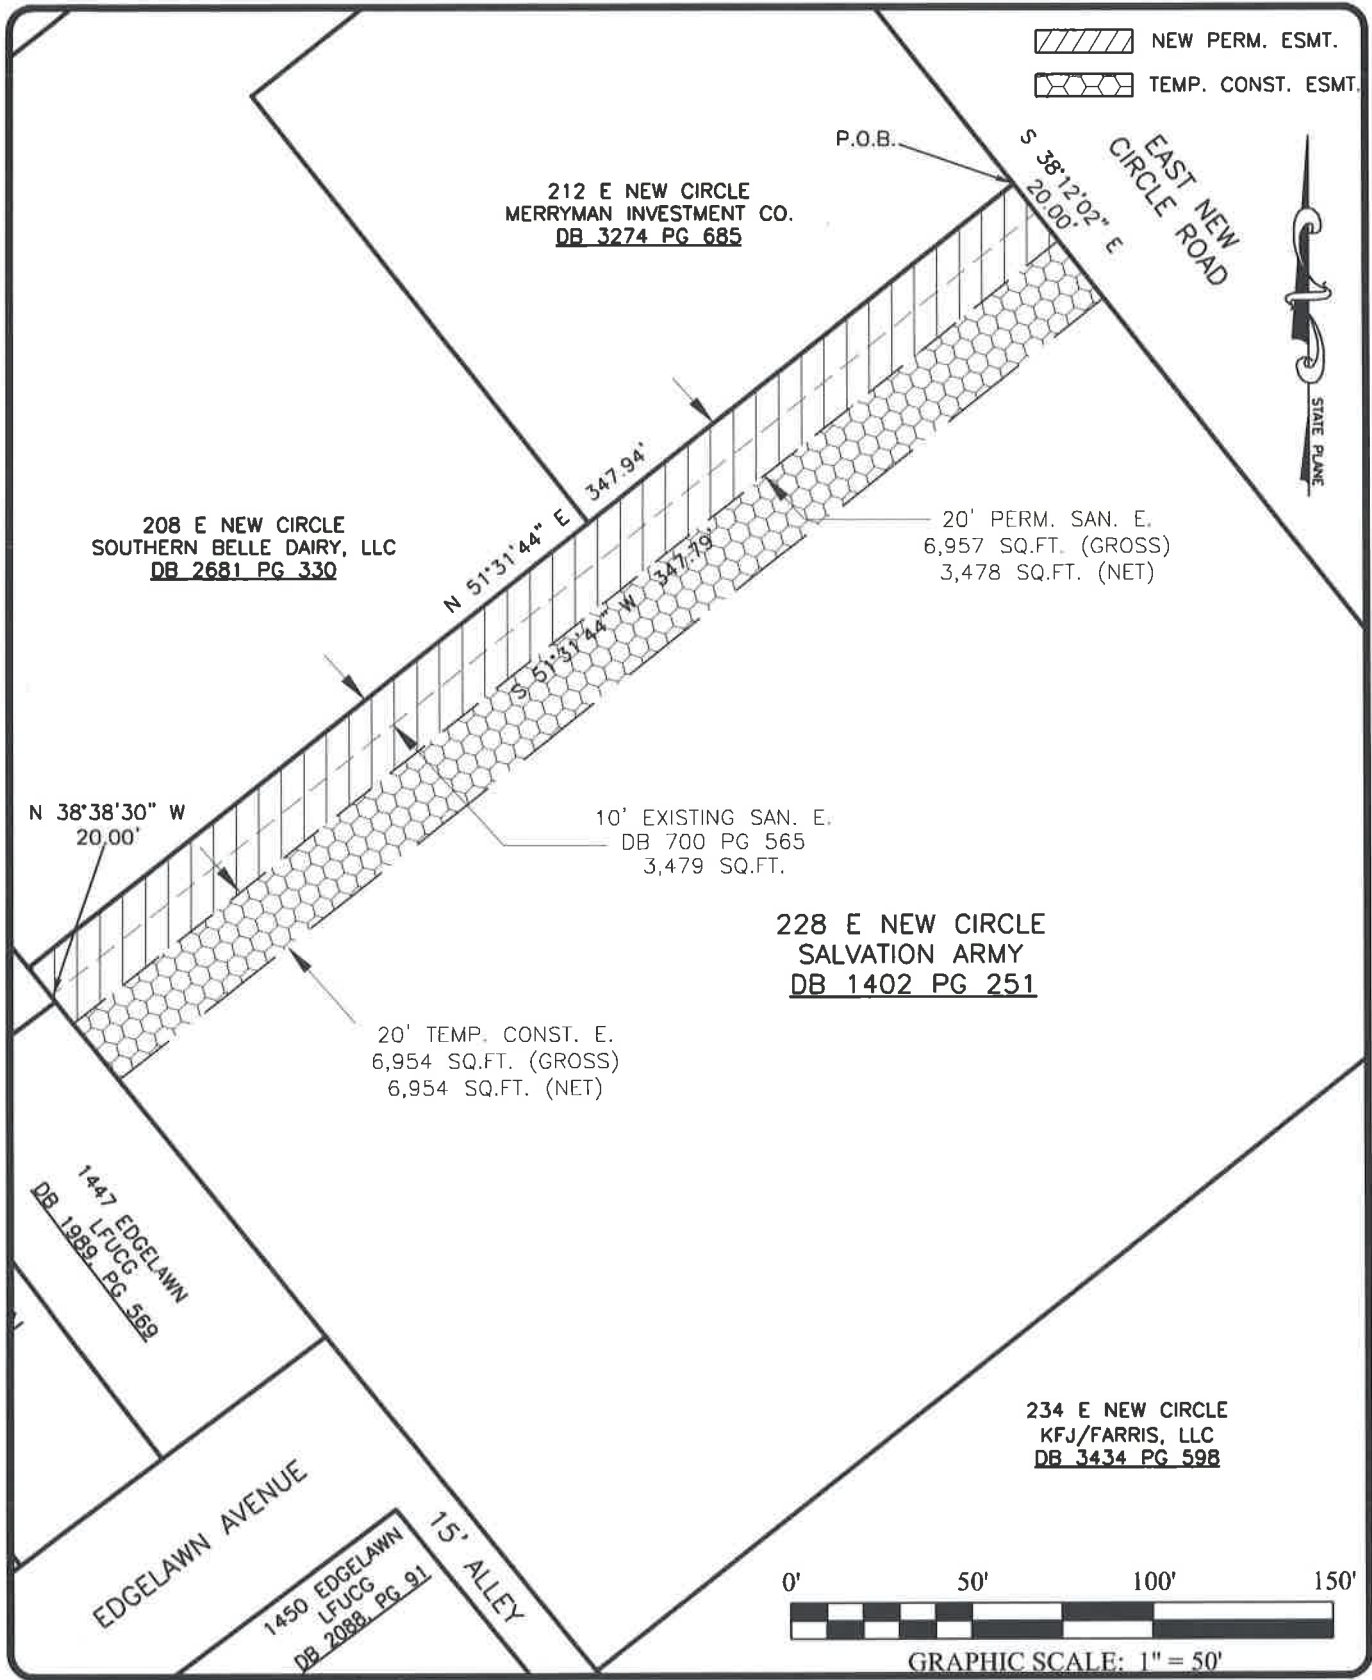 NEW PERM. ESMT.
TEMP. CONST. ESMT.
P.O.B.
S 38°12'02" E
20.00'
EAST NEW
CIRCLE ROAD
STATE PLANE
212 E NEW CIRCLE
MERRYMAN INVESTMENT CO.
DB 3274 PG 685
208 E NEW CIRCLE
SOUTHERN BELLE DAIRY, LLC
DB 2681 PG 330
N 51°31'44" E 347.94'
S 51°31'44" W 347.79'
20' PERM. SAN. E.
6,957 SQ.FT. (GROSS)
3,478 SQ.FT. (NET)
N 38°38'30" W
20.00'
10' EXISTING SAN. E.
DB 700 PG 565
3,479 SQ.FT.
228 E NEW CIRCLE
SALVATION ARMY
DB 1402 PG 251
20' TEMP. CONST. E.
6,954 SQ.FT. (GROSS)
6,954 SQ.FT. (NET)
1447 EDGELAWN
LFUCG
DB 1989, PG 569
234 E NEW CIRCLE
KFJ/FARRIS, LLC
DB 3434 PG 598
EDGELAWN AVENUE
1450 EDGELAWN
LFUCG
DB 2088, PG 91
15' ALLEY
0' 50' 100' 150'
GRAPHIC SCALE: 1" = 50'